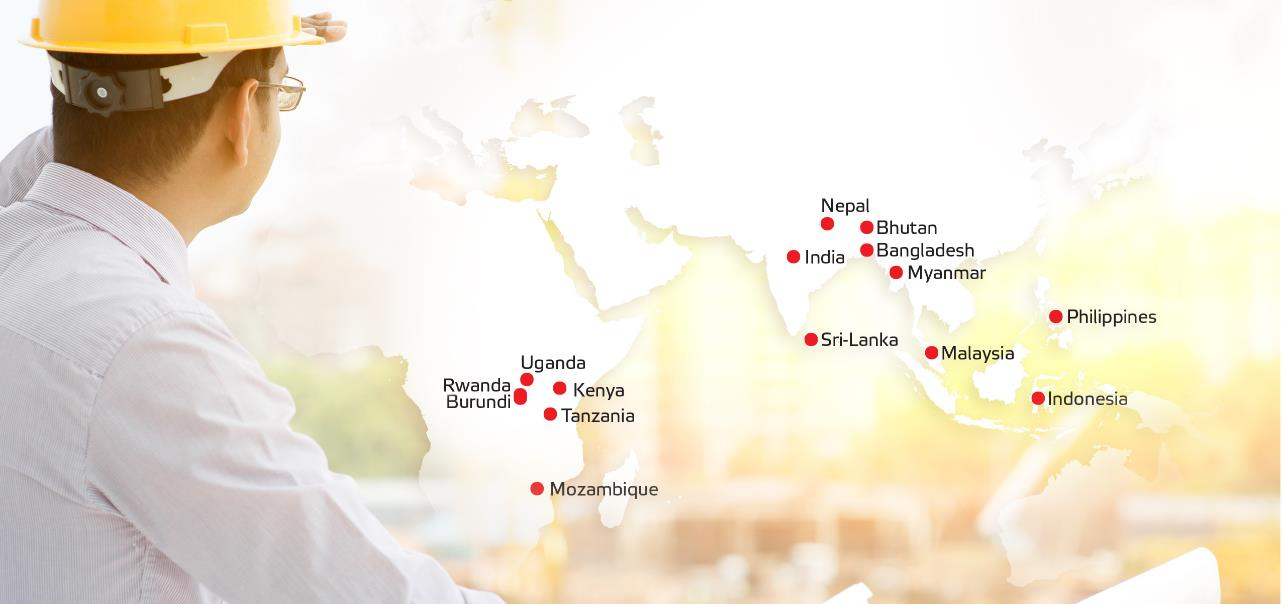 Nepal
Bhutan
India
Bangladesh
Myanmar
Philippines
Sri-Lanka
Malaysia
Uganda
Rwanda
Kenya
Burundi
Indonesia
Tanzania
Mozambique